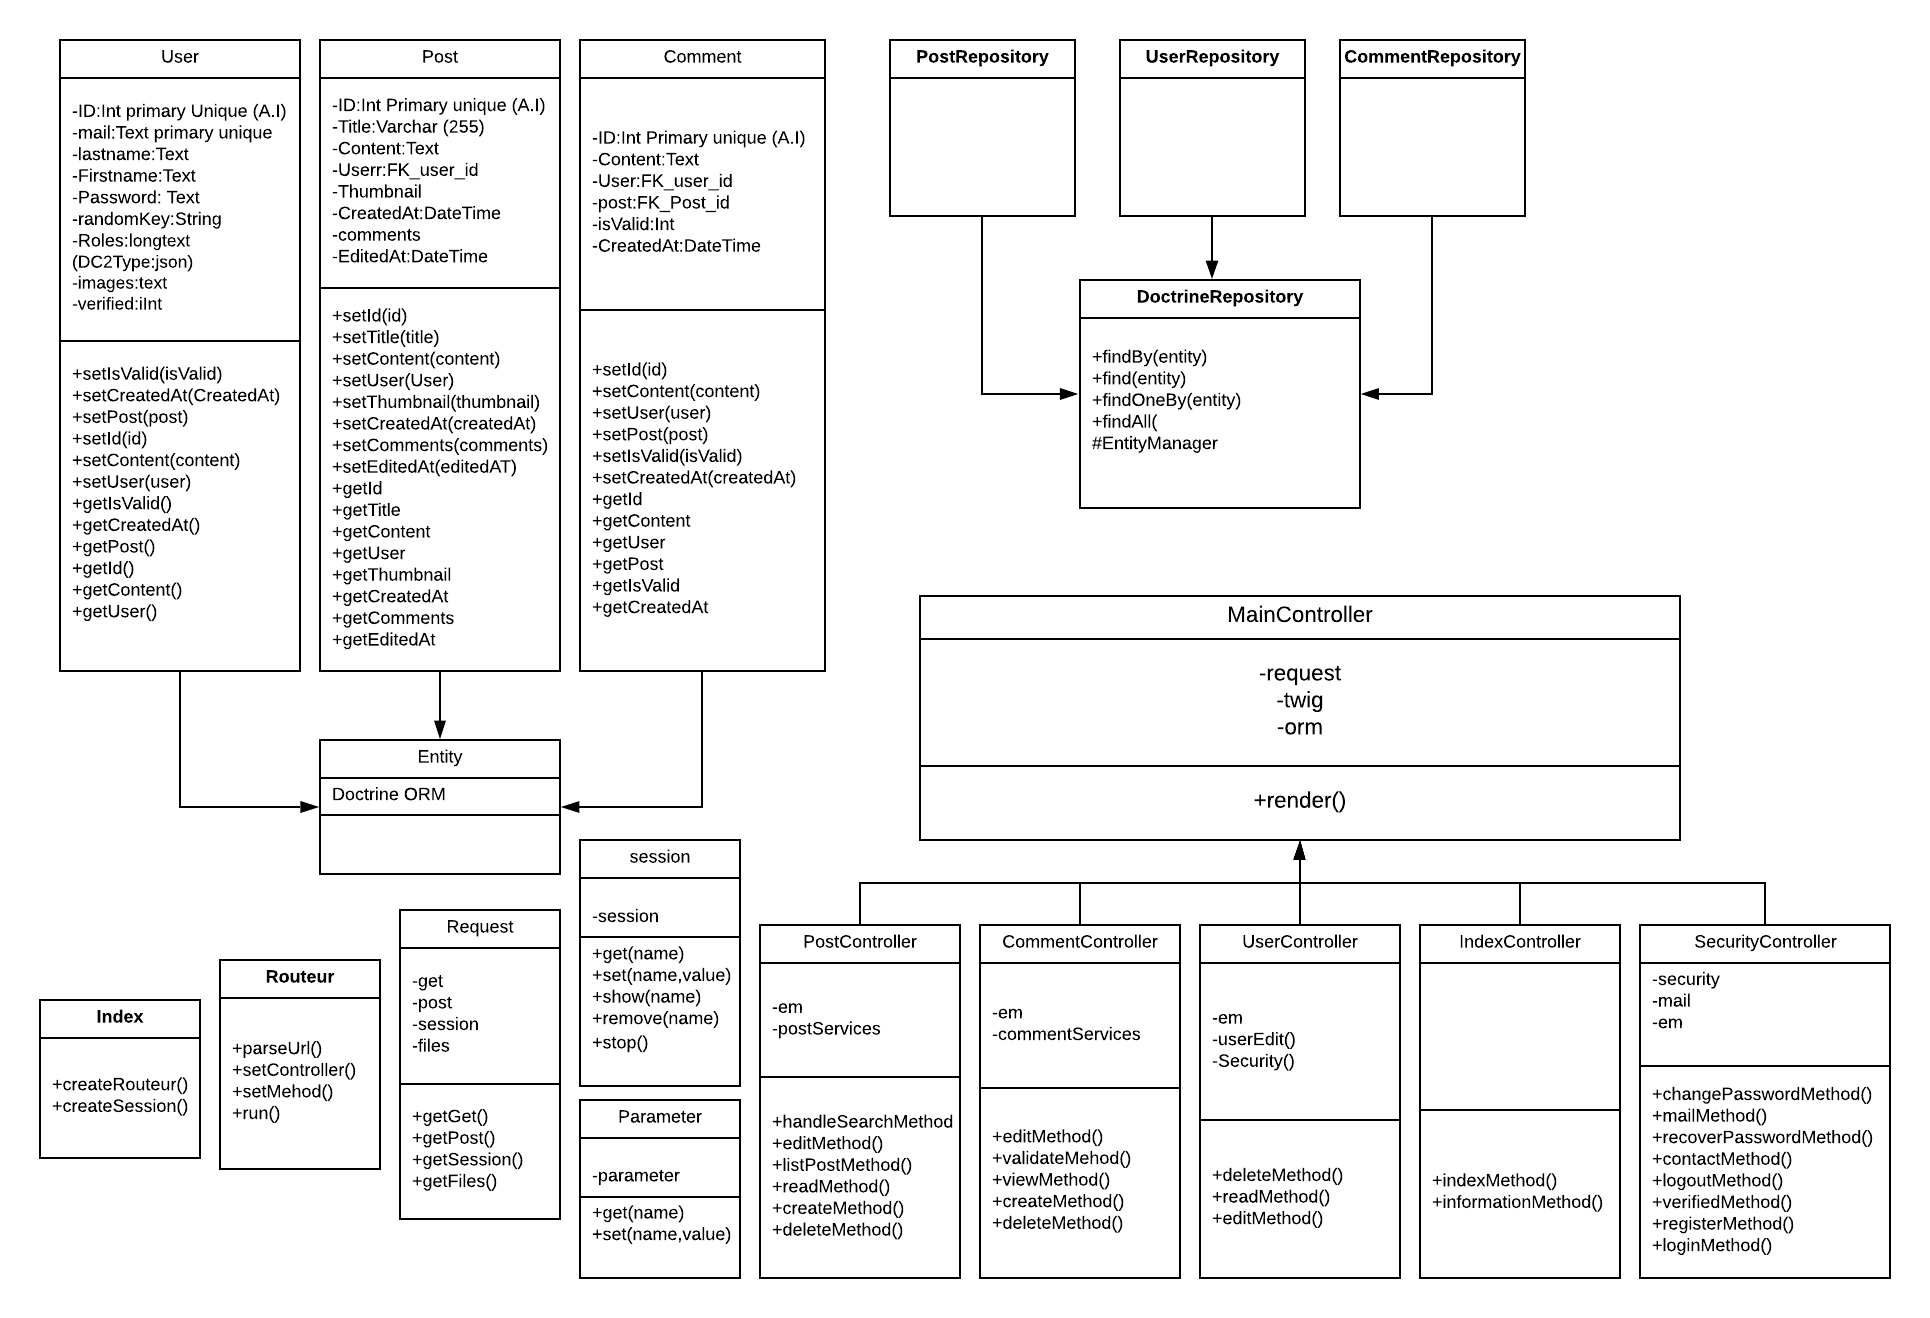 User
-ID:Int primary Unique (A.I)
-mail:Text primary unique
-lastname:Text
-Firstname:Text
-Password: Text
-randomKey:String
-Roles:longtext
(DC2Type:json)
-images:text
-verified:iInt
+setIsValid(isValid)
+setCreatedAt(CreatedAt)
+setPost(post)
+setId(id)
+setContent(content)
+setUser(user)
+getIsValid()
+getCreatedAt()
+getPost()
+getId()
+getContent()
+getUser()
Post
-ID:Int Primary unique (A.I)
-Title:Varchar (255)
-Content:Text
-Userr:FK_user_id
-Thumbnail
-CreatedAt:DateTime
-comments
-EditedAt:DateTime
+setId(id)
+setTitle(title)
+setContent(content)
+setUser(User)
+setThumbnail(thumbnail)
+setCreatedAt(createdAt)
+setComments(comments)
+setEditedAt(editedAT)
+getId
+getTitle
+getContent
+getUser
+getThumbnail
+getCreatedAt
+getComments
+getEditedAt
Comment
-ID:Int Primary unique (A.I)
-Content:Text
-User:FK_user_id
-post:FK_Post_id
-isValid:Int
-CreatedAt:DateTime
+setId(id)
+setContent(content)
+setUser(user)
+setPost(post)
+setIsValid(isValid)
+setCreatedAt(createdAt)
+getId
+getContent
+getUser
+getPost
+getIsValid
+getCreatedAt
PostRepository
UserRepository
CommentRepository
DoctrineRepository
+findBy(entity)
+find(entity)
+findOneBy(entity)
+findAll(
#EntityManager
MainController
-request
-twig
-orm
+render()
Entity
Doctrine ORM
Index
+createRouteur()
+createSession()
Routeur
+parseUrl()
+setController()
+setMehod()
+run()
Request
-get
-post
-session
-files
+getGet()
+getPost()
+getSession()
+getFiles()
session
-session
+get(name)
+set(name,value)
+show(name)
+remove(name)
+stop()
Parameter
-parameter
+get(name)
+set(name,value)
PostController
-em
-postServices
+handleSearchMethod
+editMethod()
+listPostMethod()
+readMethod()
+createMethod()
+deleteMethod()
CommentController
-em
-commentServices
+editMethod()
+validateMehod()
+viewMethod()
+createMethod()
+deleteMethod()
UserController
-em
-userEdit()
-Security()
+deleteMethod()
+readMethod()
+editMethod()
IndexController
+indexMethod()
+informationMethod()
SecurityController
-security
-mail
-em
+changePasswordMethod()
+mailMethod()
+recoverPasswordMethod()
+contactMethod()
+logoutMethod()
+verifiedMethod()
+registerMethod()
+loginMethod()